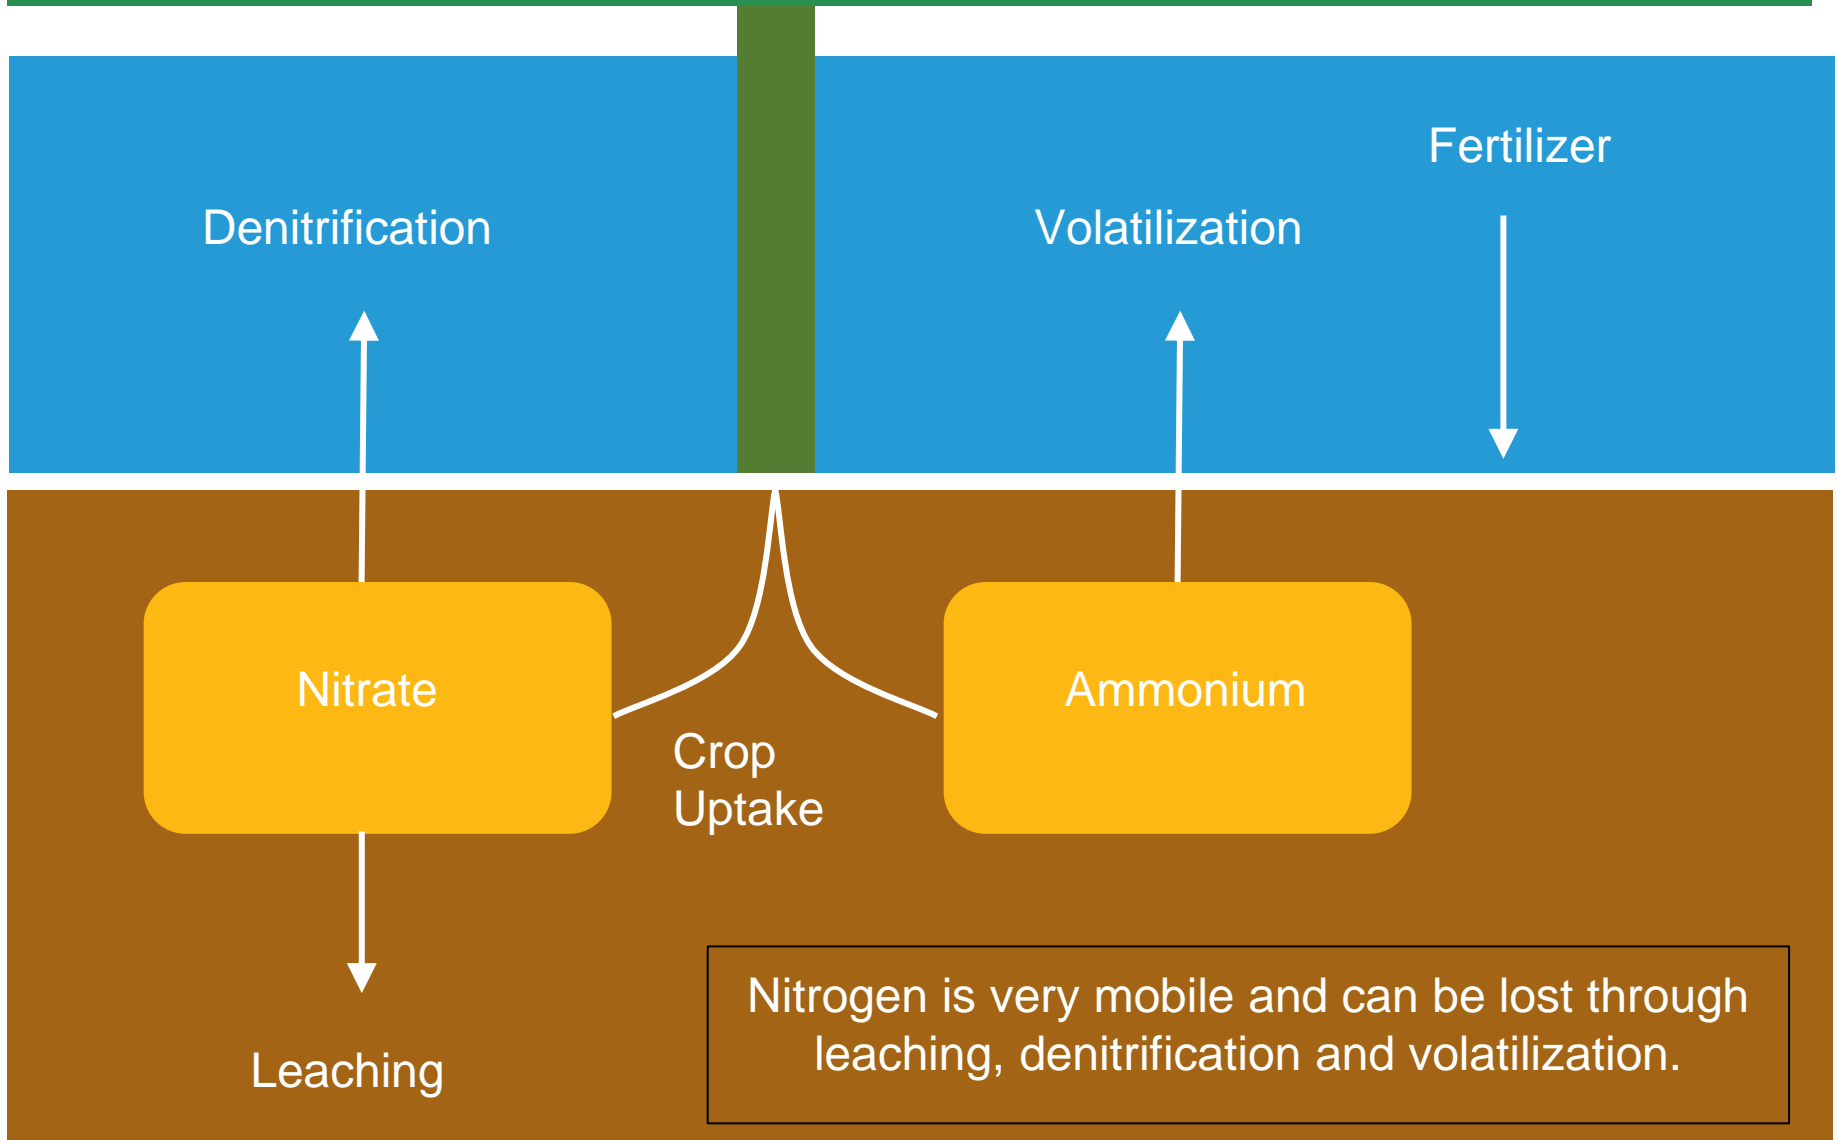 Fertilizer
Denitrification
Volatilization
Nitrate
Ammonium
Crop
Uptake
Nitrogen is very mobile and can be lost through
leaching, denitrification and volatilization.
Leaching